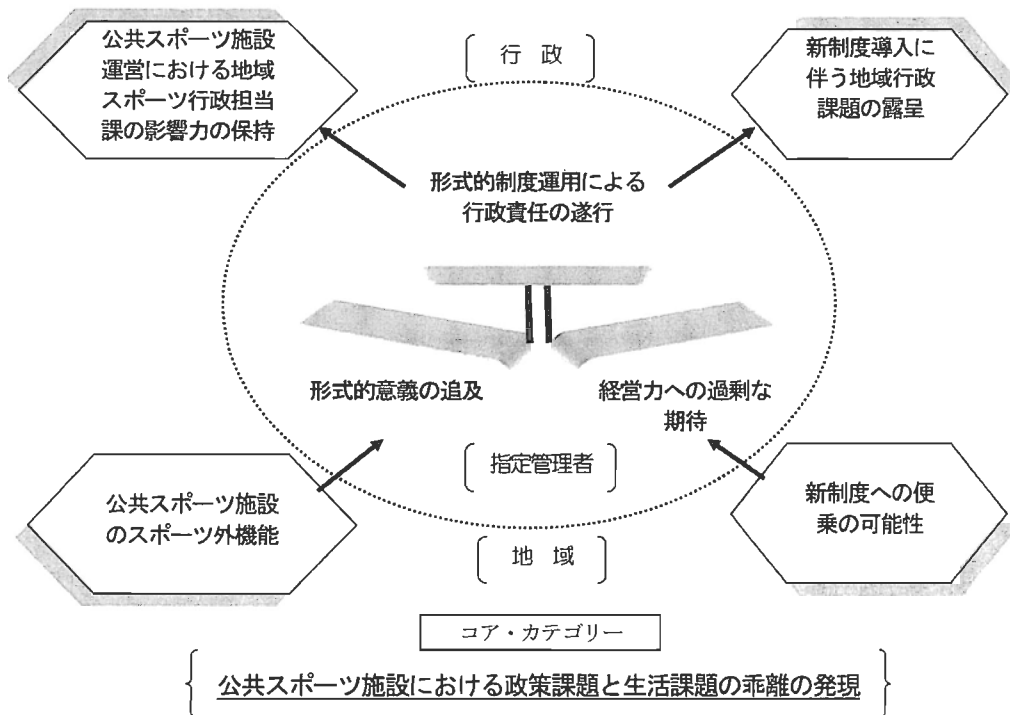 公共スポーツ施設
運営における地域
スポーツ行政担当
課の影響力の保持
行 政
新制度導入に
伴う地域行政
課題の露呈
形式的制度運用による
行政責任の遂行
形式的意義の追及
経営力への過剰な
期待
指定管理者
公共スポーツ施設
のスポーツ外機能
新制度への便
乗の可能性
地 域
コア・カテゴリー
公共スポーツ施設における政策課題と生活課題の乖離の発現